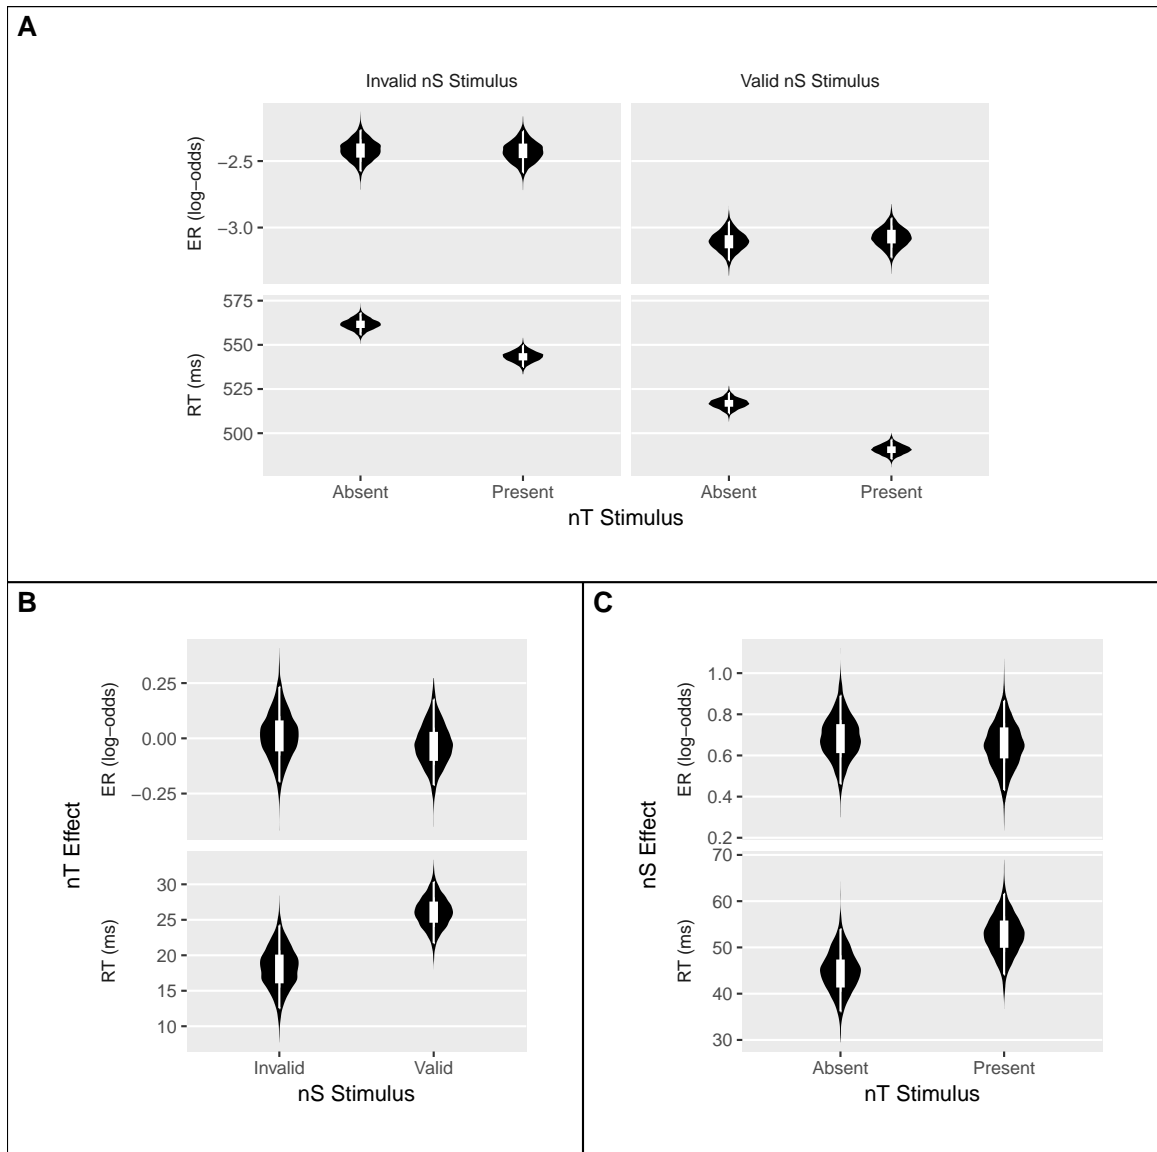 A
Invalid nS Stimulus
Valid nS Stimulus
ER (log−odds)
−2.5
−3.0
RT (ms)
575
550
525
500
Absent
Present
Absent
Present
nT Stimulus
B
nT Effect
ER (log−odds)
0.25
0.00
−0.25
RT (ms)
30
25
20
15
10
Invalid
Valid
nS Stimulus
C
nS Effect
ER (log−odds)
1.0
0.8
0.6
0.4
0.2
RT (ms)
70
60
50
40
30
Absent
Present
nT Stimulus